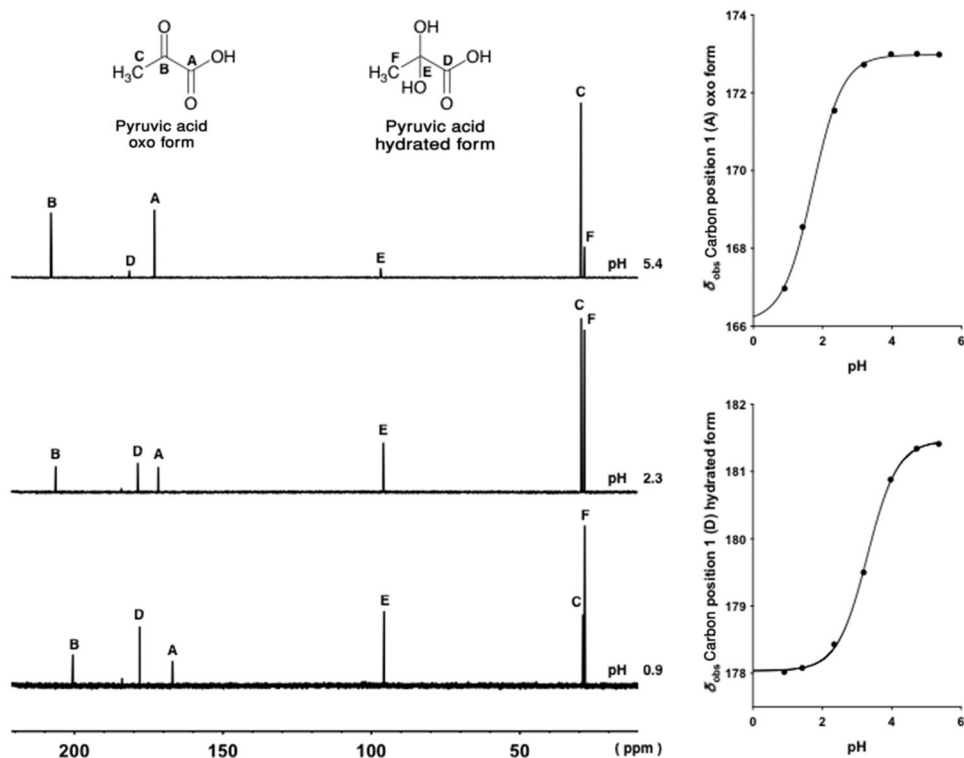 O
C
A
OH
H₃C
B
O
Pyruvic acid
oxo form
OH
F
D
OH
H₃C
E
HO
O
Pyruvic acid
hydrated form
C
B
A
D
E
F
pH 5.4
C
F
B
D
A
E
pH 2.3
F
D
E
C
B
A
pH 0.9
200
150
100
50
( ppm )
174
172
170
168
166
0
2
4
6
pH
δobs Carbon position 1 (A) oxo form
182
181
180
179
178
0
2
4
6
pH
δobs Carbon position 1 (D) hydrated form